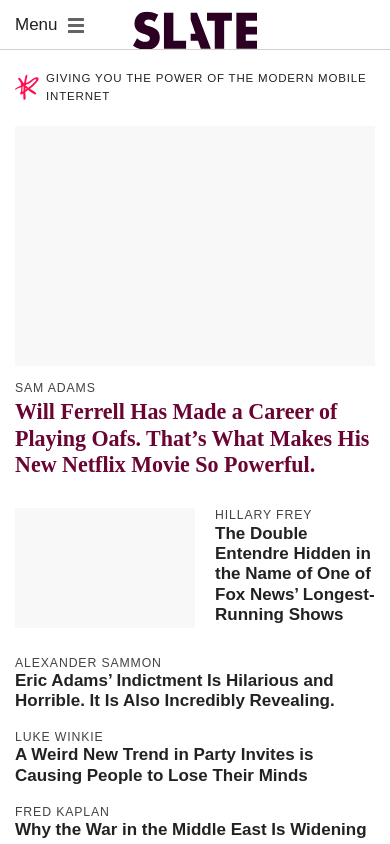 Menu
SLATE
GIVING YOU THE POWER OF THE MODERN MOBILE
INTERNET
SAM ADAMS
Will Ferrell Has Made a Career of
Playing Oafs. That’s What Makes His
New Netflix Movie So Powerful.
HILLARY FREY
The Double
Entendre Hidden in
the Name of One of
Fox News’ Longest-
Running Shows
ALEXANDER SAMMON
Eric Adams’ Indictment Is Hilarious and
Horrible. It Is Also Incredibly Revealing.
LUKE WINKIE
A Weird New Trend in Party Invites is
Causing People to Lose Their Minds
FRED KAPLAN
Why the War in the Middle East Is Widening